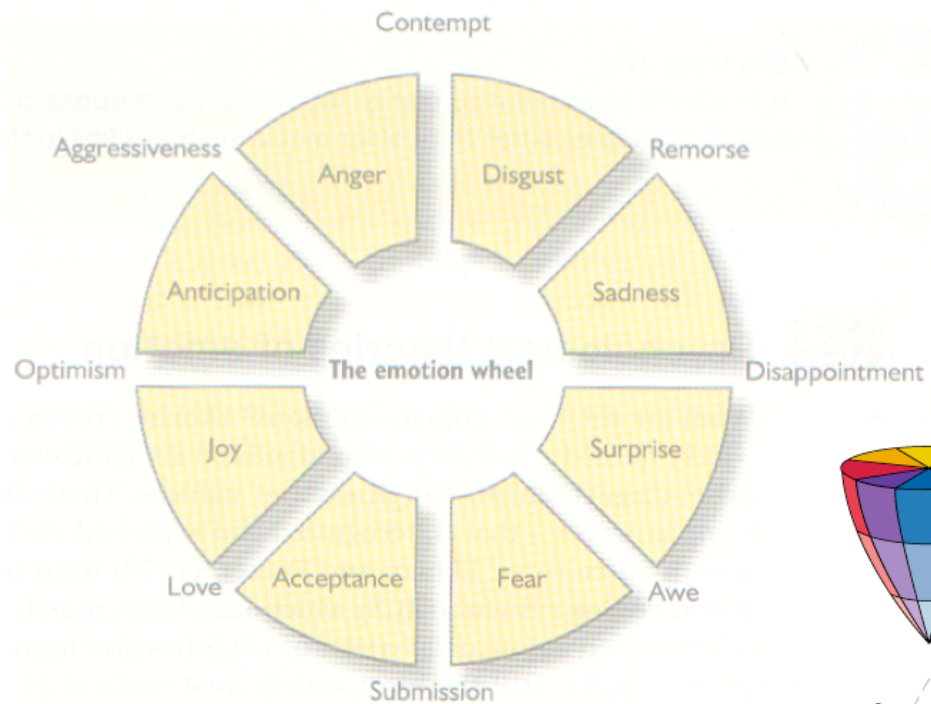 Contempt
Aggressiveness
Anger
Disgust
Remorse
Anticipation
Sadness
Optimism
The emotion wheel
Disappointment
Joy
Surprise
Love
Acceptance
Fear
Awe
Submission